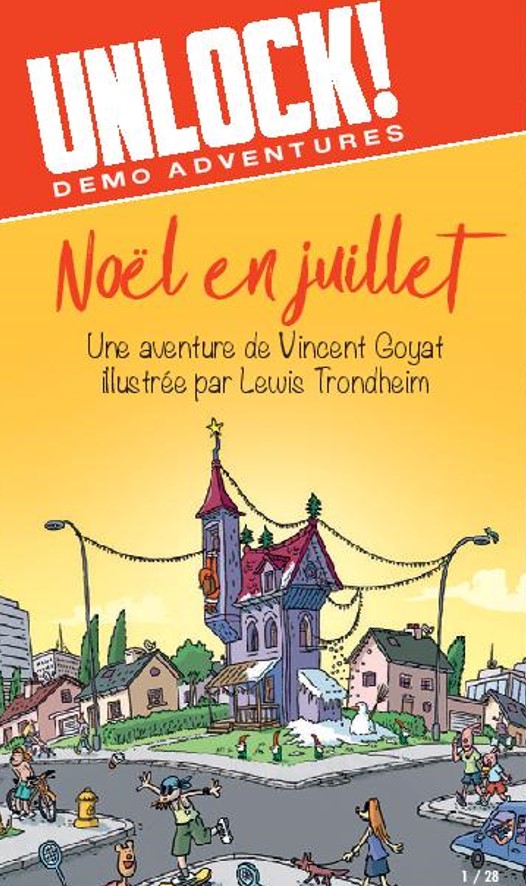 UNLOCK!
DEMO ADVENTURES
Noël en juillet
Une aventure de Vincent Goyat
illustrée par Lewis Trondheim
1 / 28